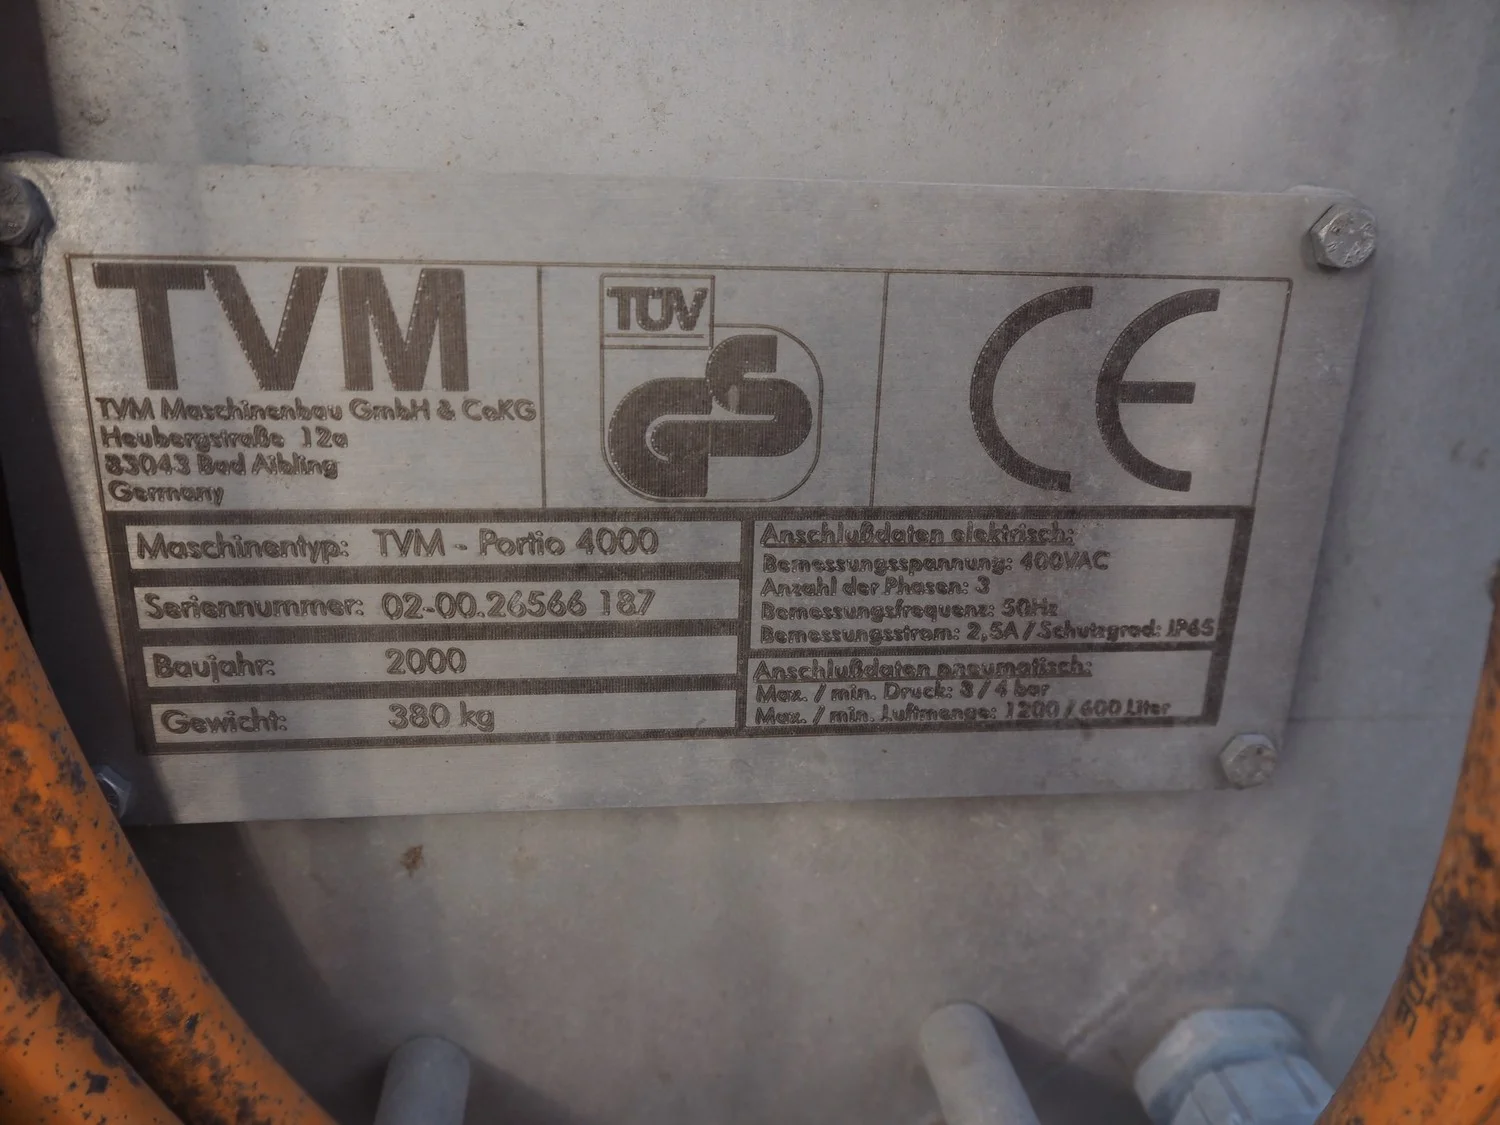 TVM
TVM Maschinenbau GmbH & CoKG
Heubergstraße 12a
83043 Bad Aibling
Germany
TÜV
GS
CE
Maschinentyp: TVM - Portio 4000
Seriennummer: 02-00.26566 187
Baujahr: 2000
Gewicht: 380 kg
Anschlußdaten elektrisch:
Bemessungsspannung: 400VAC
Anzahl der Phasen: 3
Bemessungsfrequenz: 50Hz
Bemessungsstrom: 2,5A / Schutzgrad: IP65
Anschlußdaten pneumatisch:
Max. / min. Druck: 8 / 4 bar
Max. / min. Luftmenge: 1200 / 600 Liter